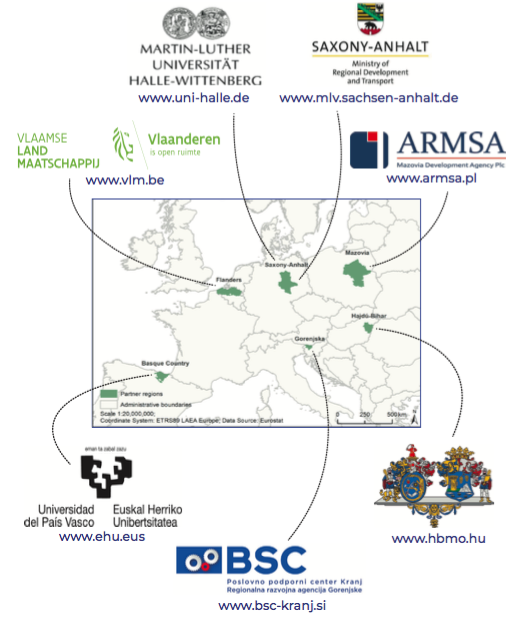 MARTIN-LUTHER
UNIVERSITÄT
HALLE-WITTENBERG
www.uni-halle.de
SAXONY-ANHALT
Ministry of
Regional Development
and Transport
www.mlv.sachsen-anhalt.de
VLAAMSE
LAND
MAATSCHAPPIJ
Vlaanderen
is open ruimte
www.vlm.be
ARMSA
Mazovia Development Agency Plc
www.armsa.pl
Saxony-Anhalt
Mazovia
Flanders
Hajdú-Bihar
Gorenjska
Basque Country
Partner regions
Administrative boundaries
Scale 1:20,000,000;
Coordinate System: ETRS89 LAEA Europe; Data Source: Eurostat
0 250 500 km
eman ta zabal zazu
Universidad
del País Vasco
Euskal Herriko
Unibertsitatea
www.ehu.eus
www.hbmo.hu
BSC
Poslovno podporni center Kranj
Regionalna razvojna agencija Gorenjske
www.bsc-kranj.si